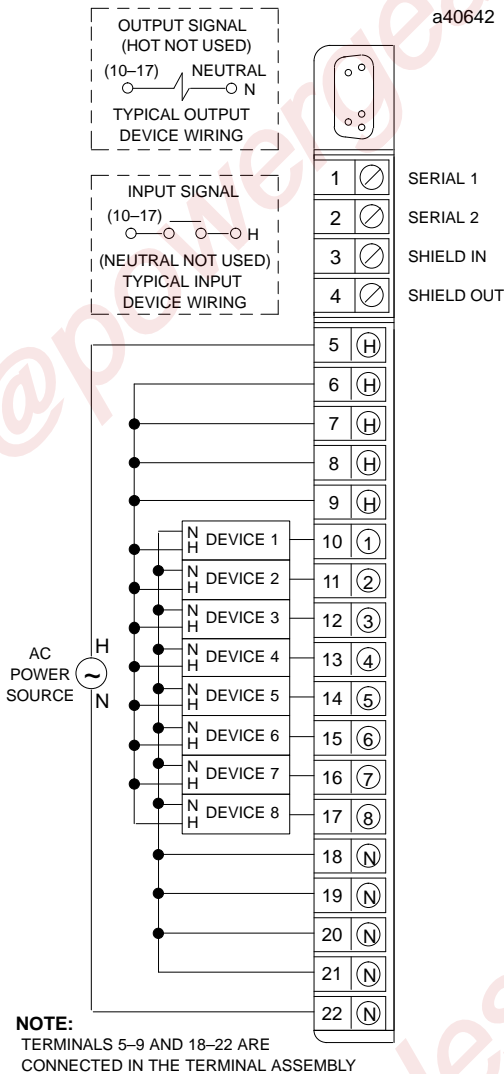 a40642
OUTPUT SIGNAL
(HOT NOT USED)
(10–17) NEUTRAL
N
TYPICAL OUTPUT
DEVICE WIRING
INPUT SIGNAL
(10–17)
H
(NEUTRAL NOT USED)
TYPICAL INPUT
DEVICE WIRING
1 SERIAL 1
2 SERIAL 2
3 SHIELD IN
4 SHIELD OUT
5 H
6 H
7 H
8 H
9 H
N
H DEVICE 1 10 1
N
H DEVICE 2 11 2
N
H DEVICE 3 12 3
N
H DEVICE 4 13 4
N
H DEVICE 5 14 5
N
H DEVICE 6 15 6
N
H DEVICE 7 16 7
N
H DEVICE 8 17 8
H
AC
POWER
SOURCE
~
N
18 N
19 N
20 N
21 N
22 N
NOTE:
TERMINALS 5–9 AND 18–22 ARE
CONNECTED IN THE TERMINAL ASSEMBLY